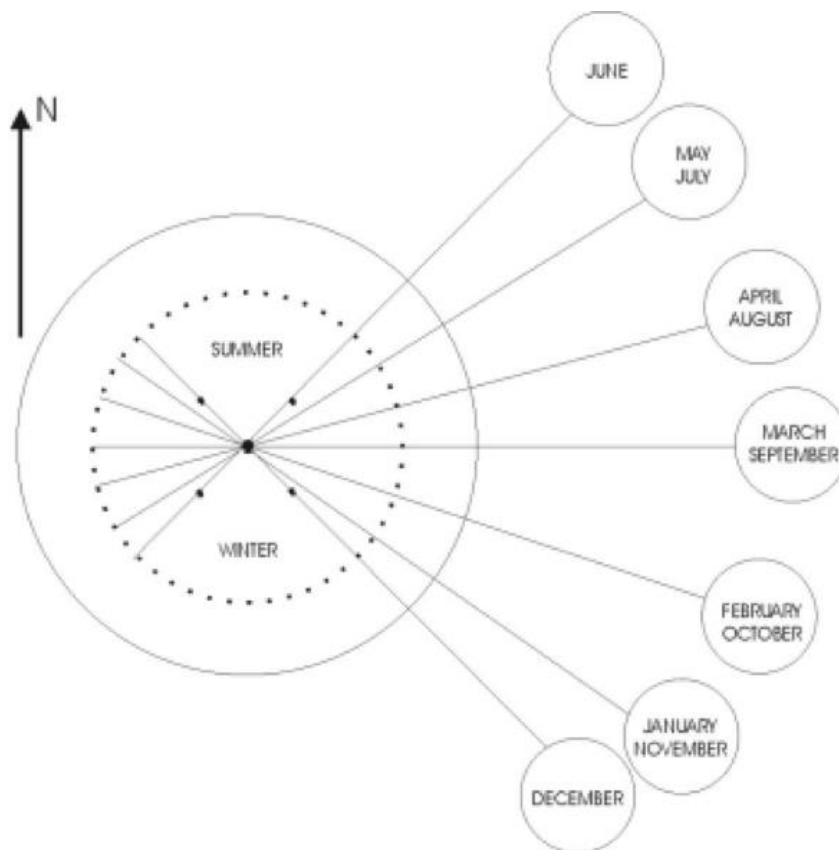 JUNE
N
MAY
JULY
APRIL
AUGUST
SUMMER
MARCH
SEPTEMBER
WINTER
FEBRUARY
OCTOBER
JANUARY
NOVEMBER
DECEMBER